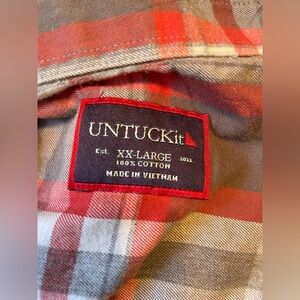 UNTUCKit
Est. XX-LARGE 2011
100% COTTON
MADE IN VIETNAM